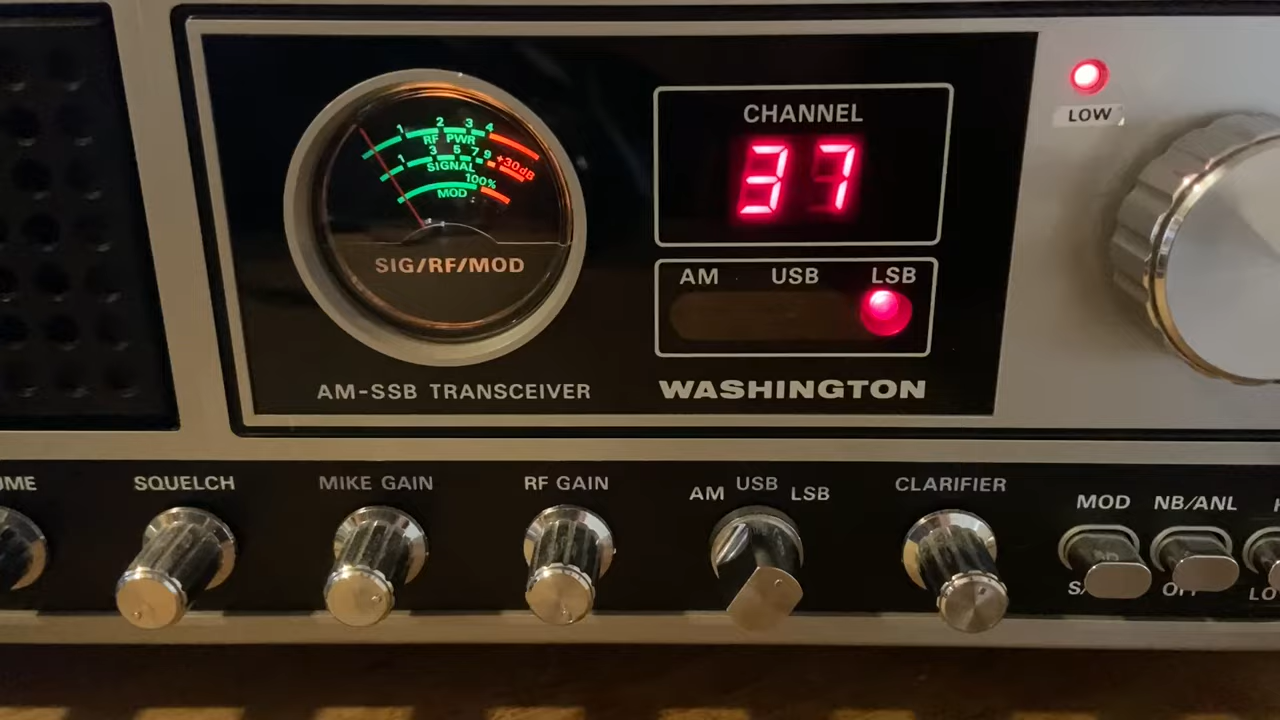 1 2 3 4
RF PWR
1 3 5 7 9 +30dB
SIGNAL
100%
MOD
SIG/RF/MOD
AM-SSB TRANSCEIVER
CHANNEL
37
AM USB LSB
WASHINGTON
LOW
UME
SQUELCH
MIKE GAIN
RF GAIN
AM USB LSB
CLARIFIER
MOD
NB/ANL
LO